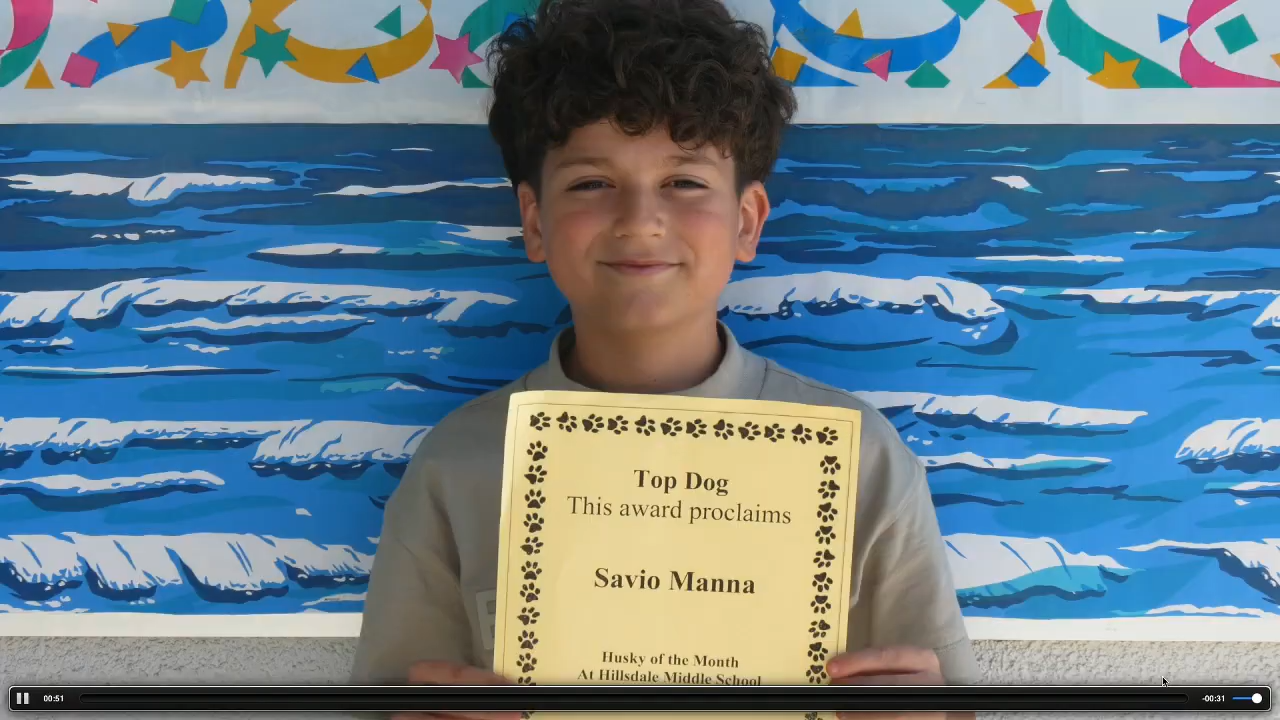 Top Dog
This award proclaims
Savio Manna
Husky of the Month
At Hillsdale Middle School
00:51
-00:31